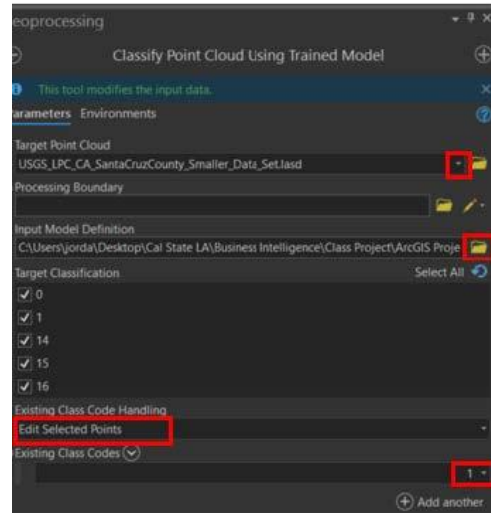 eoprocessing
Classify Point Cloud Using Trained Model
This tool modifies the input data.
arameters Environments
Target Point Cloud
USGS_LPC_CA_SantaCruzCounty_Smaller_Data_Set.lasd
Processing Boundary
Input Model Definition
C:\Users\jorda\Desktop\Cal State LA\Business Intelligence\Class Project\ArcGIS Proje
Target Classification Select All
0
1
14
15
16
Existing Class Code Handling
Edit Selected Points
Existing Class Codes
1
Add another